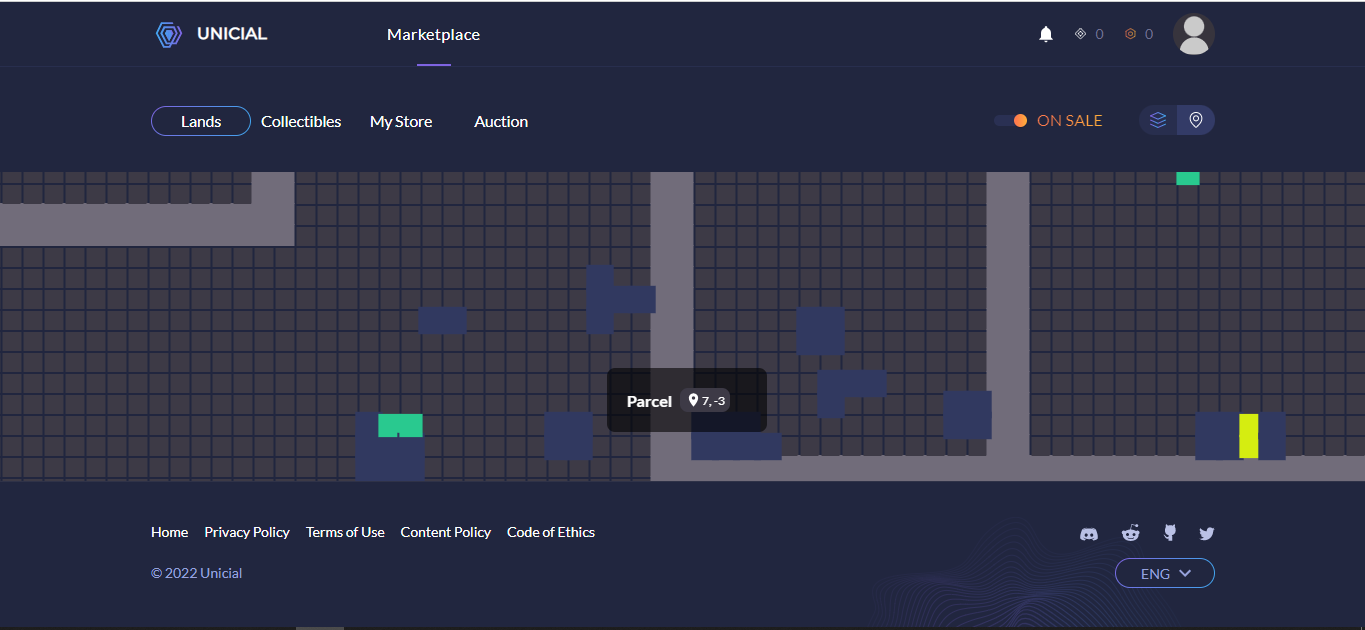 UNICIAL Marketplace 0 0
Lands Collectibles My Store Auction ON SALE
Parcel 7, -3
Home Privacy Policy Terms of Use Content Policy Code of Ethics
© 2022 Unicial ENG